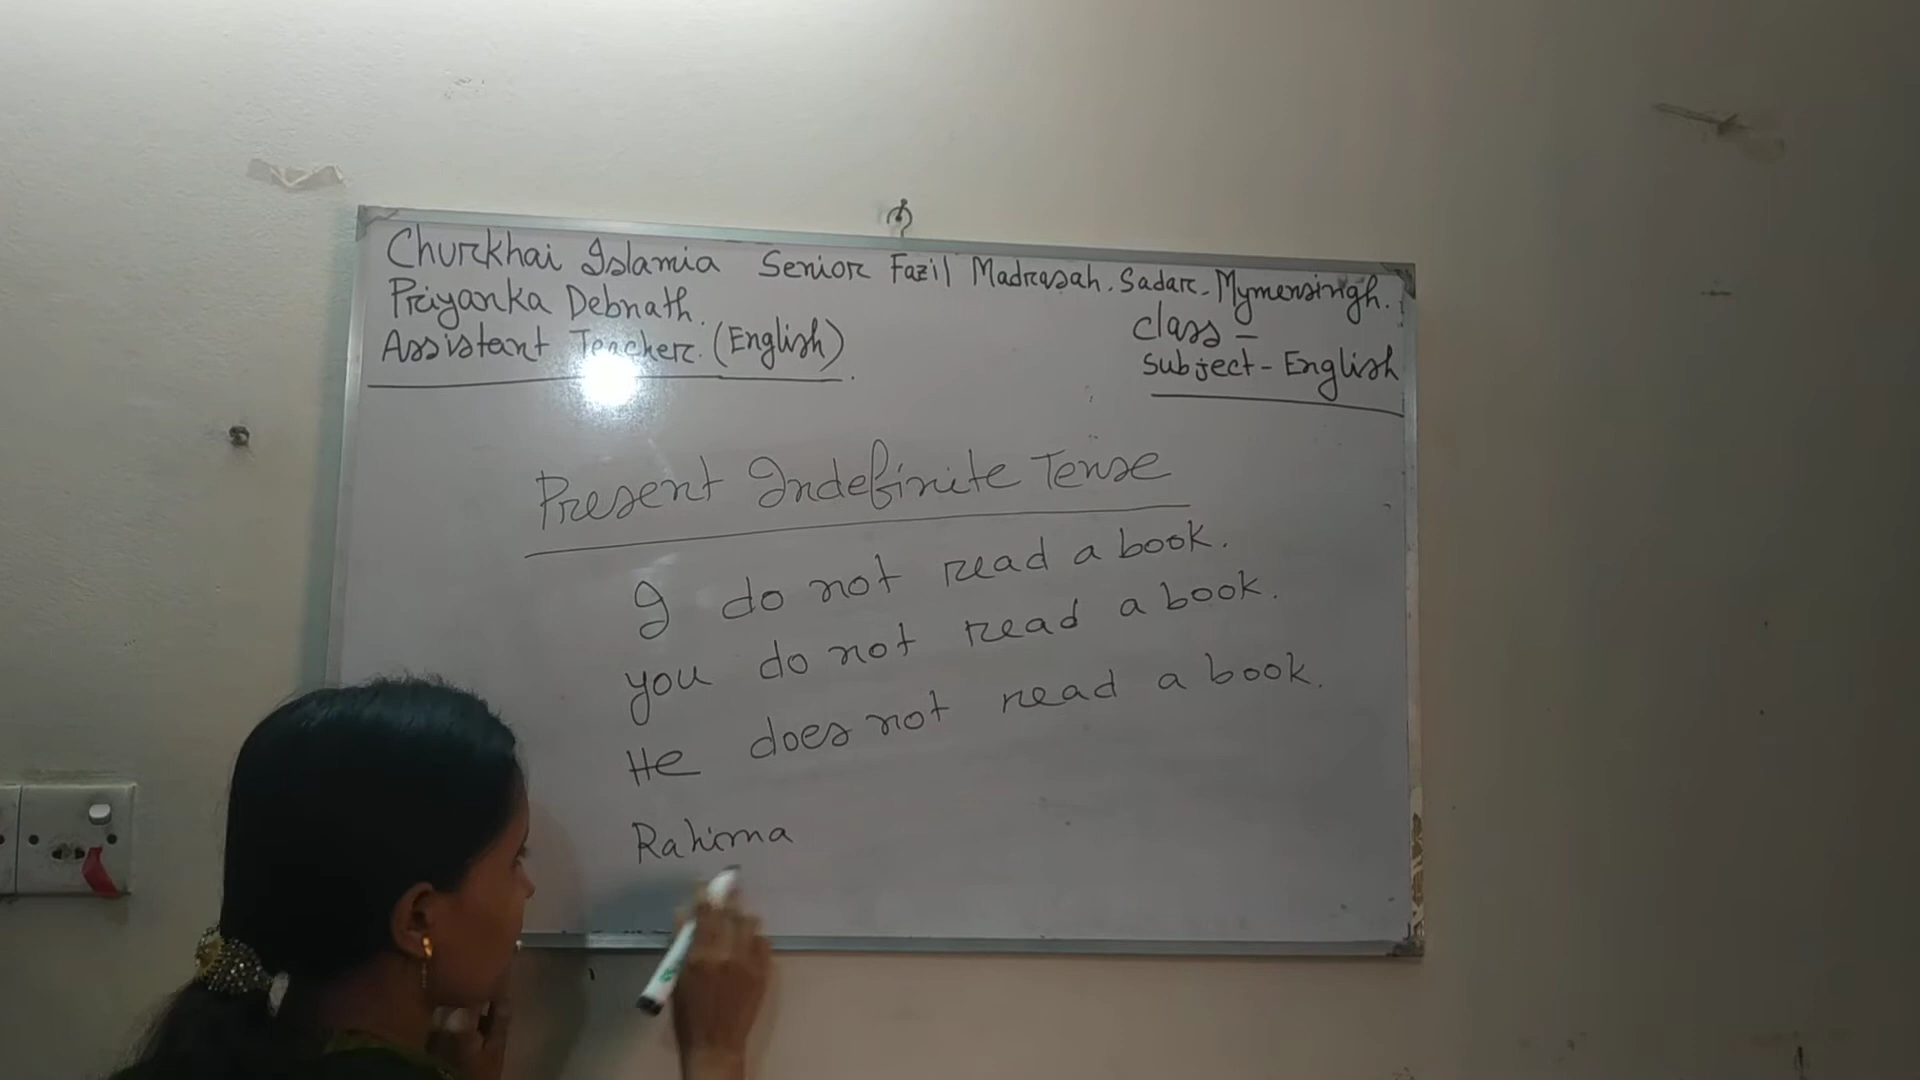 Churkhai Islamia Senior Fazil Madrasah. Sadar- Mymensingh.
Priyanka Debnath.
Assistant Teacher. (English)
Class -
Subject - English
Present Indefinite Tense
I do not read a book.
you do not read a book.
He does not read a book.
Rahima